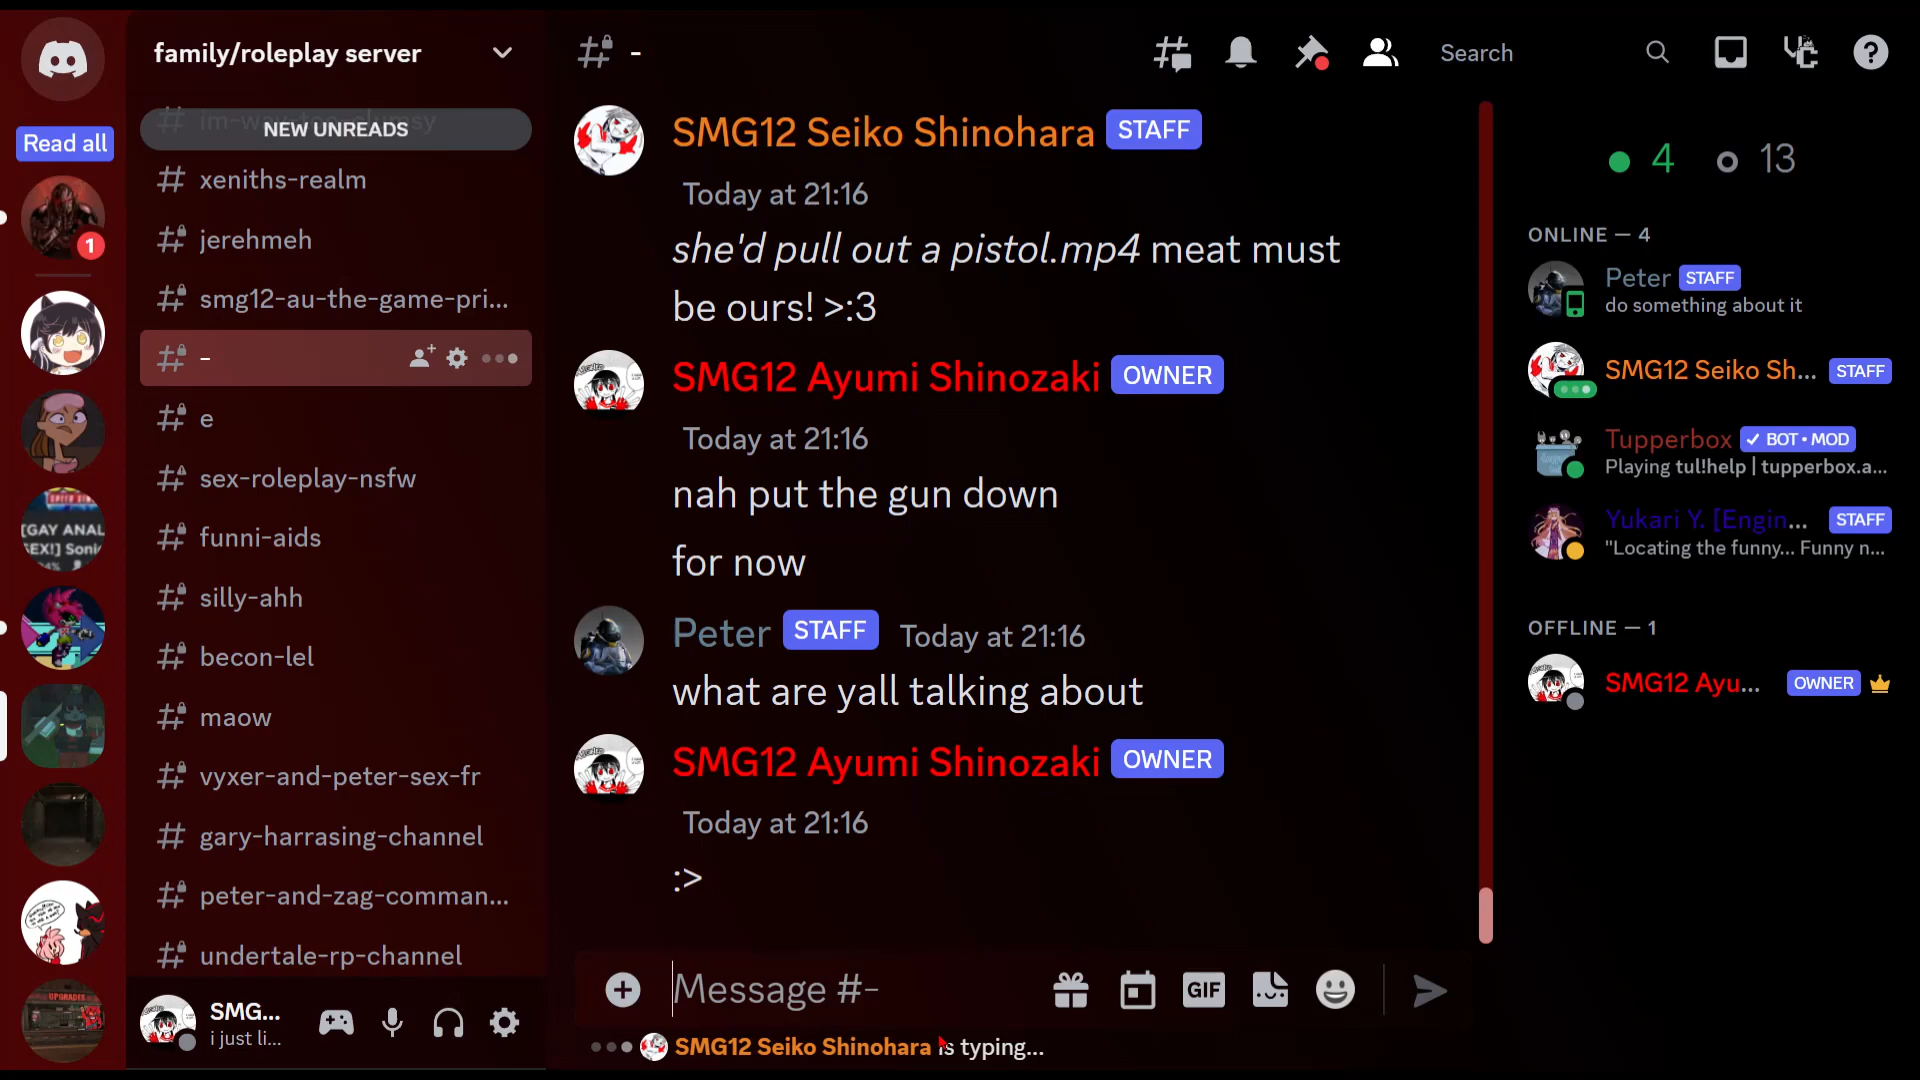 family/roleplay server
-
Search
Read all
NEW UNREADS
xeniths-realm
jerehmeh
smg12-au-the-game-pri...
-
e
sex-roleplay-nsfw
funni-aids
silly-ahh
becon-lel
maow
vyxer-and-peter-sex-fr
gary-harrasing-channel
peter-and-zag-comman...
undertale-rp-channel
1
[GAY ANAL
SEX!] Soni
UPGRADES
SMG...
i just li...
SMG12 Seiko Shinohara STAFF
Today at 21:16
she'd pull out a pistol.mp4 meat must
be ours! >:3
SMG12 Ayumi Shinozaki OWNER
Today at 21:16
nah put the gun down
for now
Peter STAFF Today at 21:16
what are yall talking about
SMG12 Ayumi Shinozaki OWNER
Today at 21:16
:>
Message #-
GIF
SMG12 Seiko Shinohara is typing...
4 13
ONLINE — 4
Peter STAFF
do something about it
SMG12 Seiko Sh... STAFF
Tupperbox BOT • MOD
Playing tul!help | tupperbox.a...
Yukari Y. [Engin... STAFF
"Locating the funny... Funny n...
OFFLINE — 1
SMG12 Ayu... OWNER